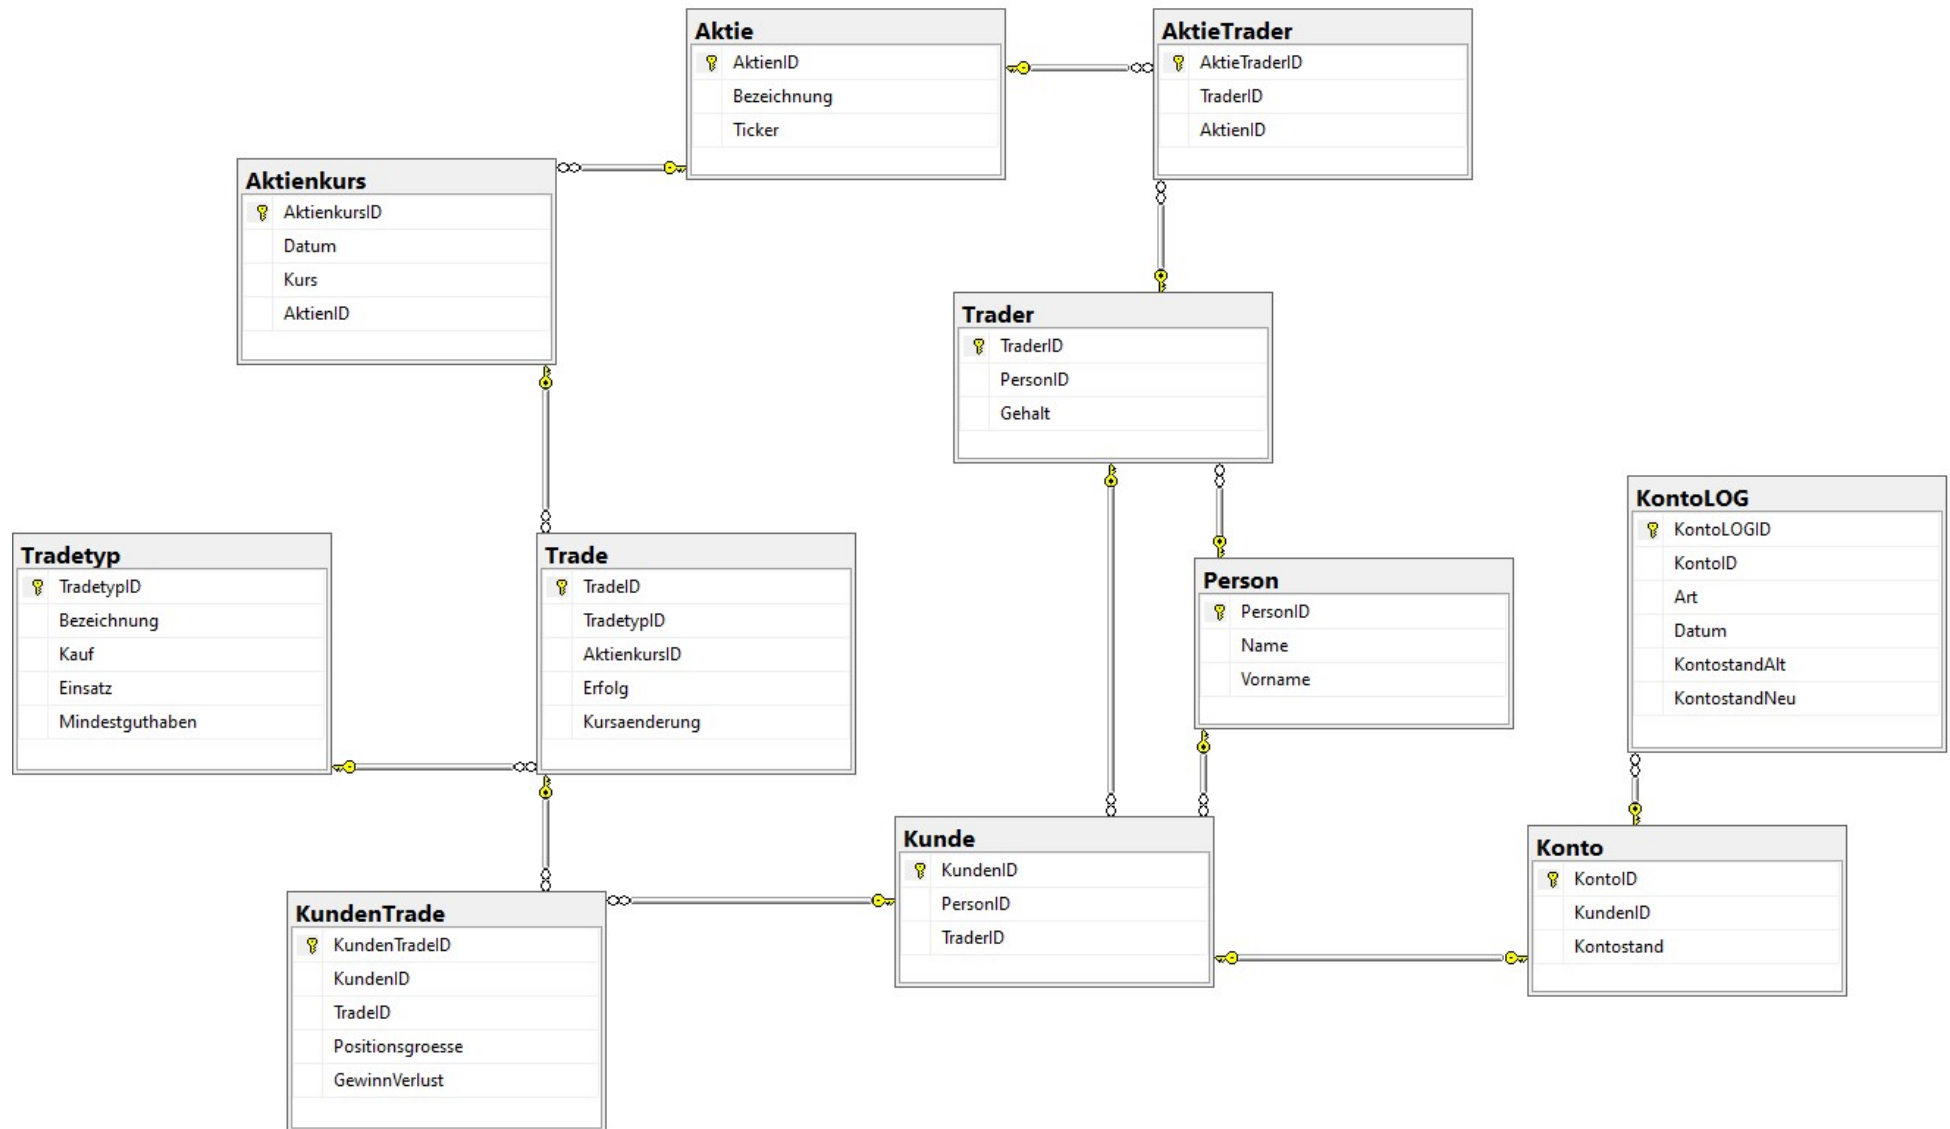 Aktie
AktienID
Bezeichnung
Ticker
AktieTrader
AktieTraderID
TraderID
AktienID
Aktienkurs
AktienkursID
Datum
Kurs
AktienID
Trader
TraderID
PersonID
Gehalt
KontoLOG
KontoLOGID
KontoID
Art
Datum
KontostandAlt
KontostandNeu
Tradetyp
TradetypID
Bezeichnung
Kauf
Einsatz
Mindestguthaben
Trade
TradeID
TradetypID
AktienkursID
Erfolg
Kursaenderung
Person
PersonID
Name
Vorname
Kunde
KundenID
PersonID
TraderID
Konto
KontoID
KundenID
Kontostand
KundenTrade
KundenTradeID
KundenID
TradeID
Positionsgroesse
GewinnVerlust